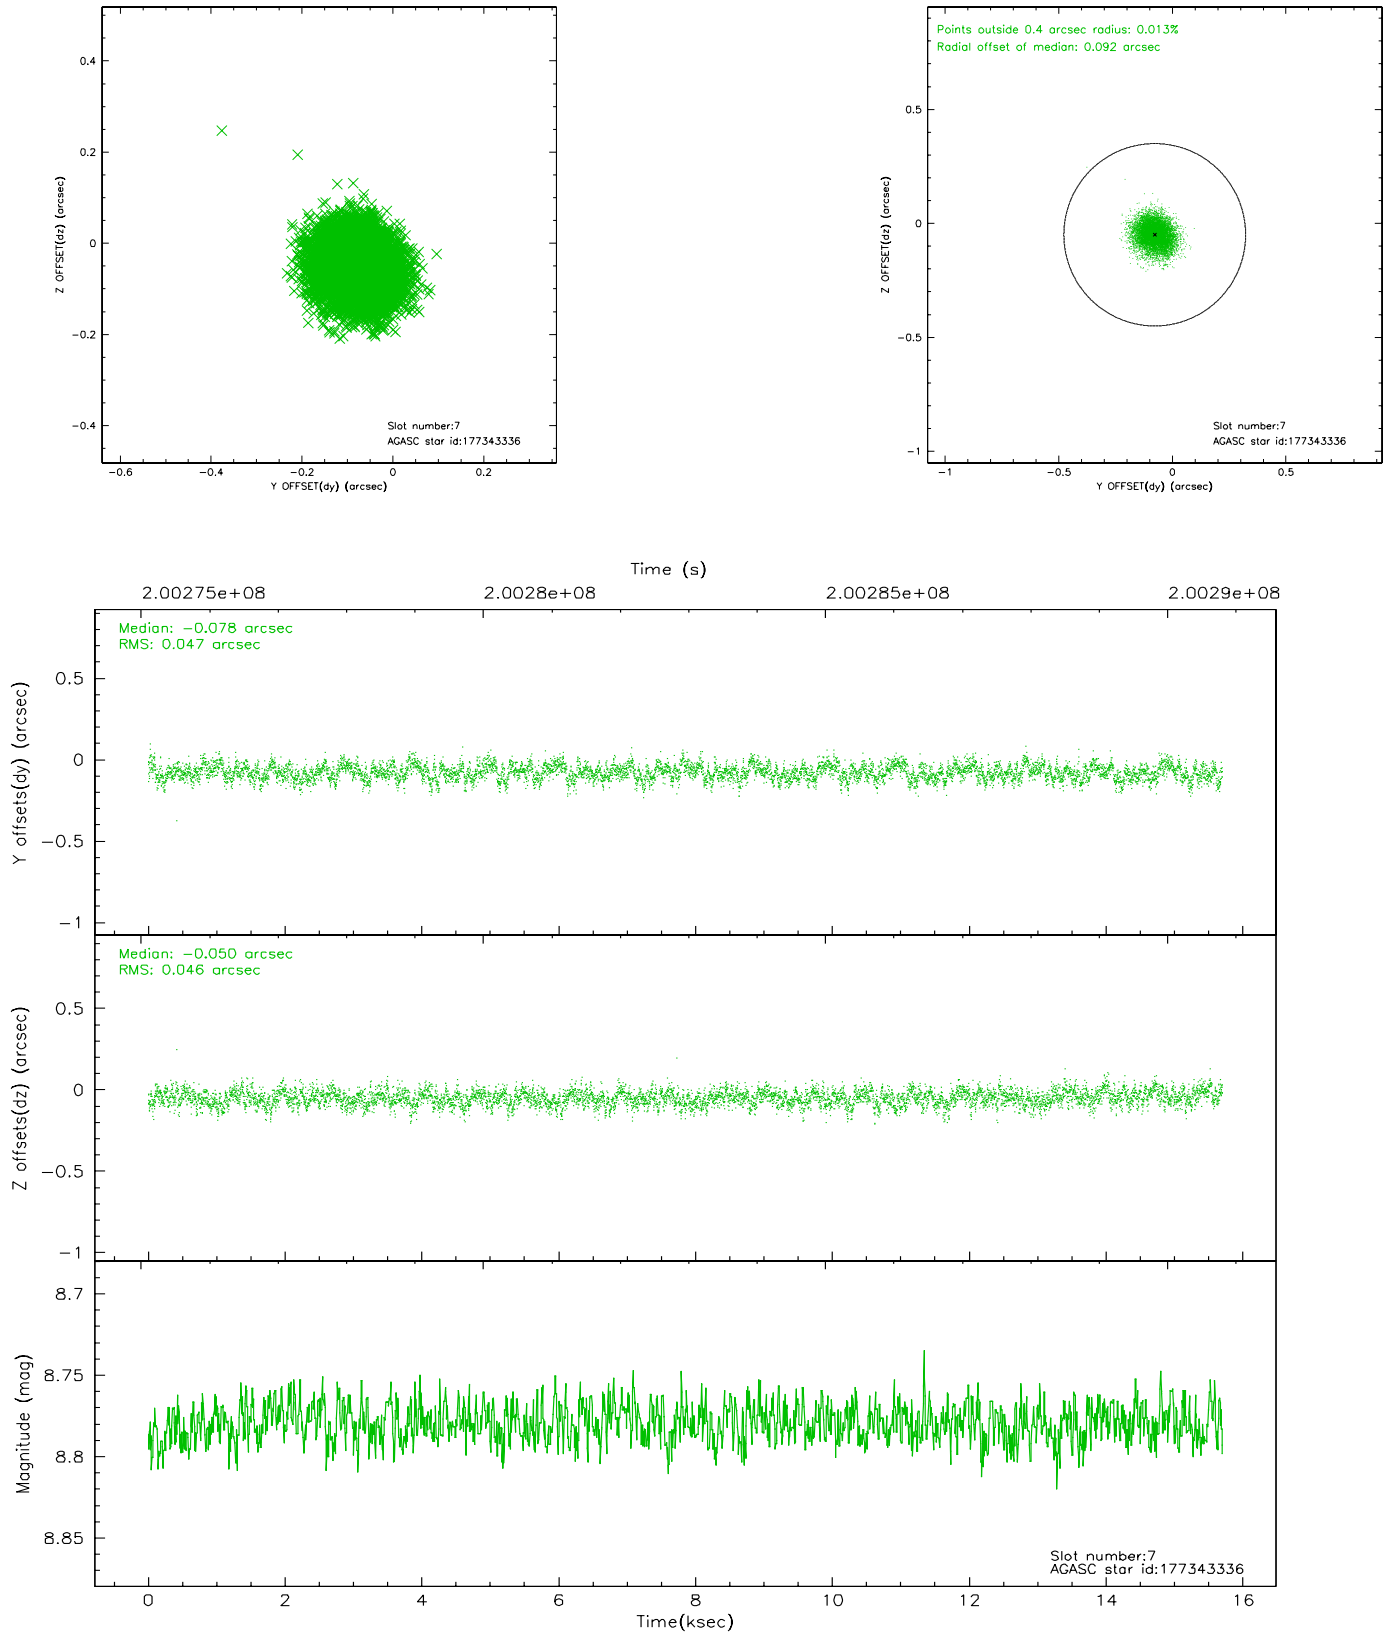 0.4
0.2
0
−0.2
−0.4
Z OFFSET(dz) (arcsec)
Slot number:7
AGASC star id:177343336
−0.6
−0.4
−0.2
0
0.2
Y OFFSET(dy) (arcsec)
Points outside 0.4 arcsec radius: 0.013%
Radial offset of median: 0.092 arcsec
0.5
0
−0.5
−1
Z OFFSET(dz) (arcsec)
Slot number:7
AGASC star id:177343336
−1
−0.5
0
0.5
Y OFFSET(dy) (arcsec)
Time (s)
2.00275e+08
2.0028e+08
2.00285e+08
2.0029e+08
Median: −0.078 arcsec
RMS: 0.047 arcsec
0.5
0
−0.5
−1
Y offsets(dy) (arcsec)
Median: −0.050 arcsec
RMS: 0.046 arcsec
0.5
0
−0.5
−1
Z offsets(dz) (arcsec)
8.7
8.75
8.8
8.85
Magnitude (mag)
Slot number:7
AGASC star id:177343336
0
2
4
6
8
10
12
14
16
Time(ksec)